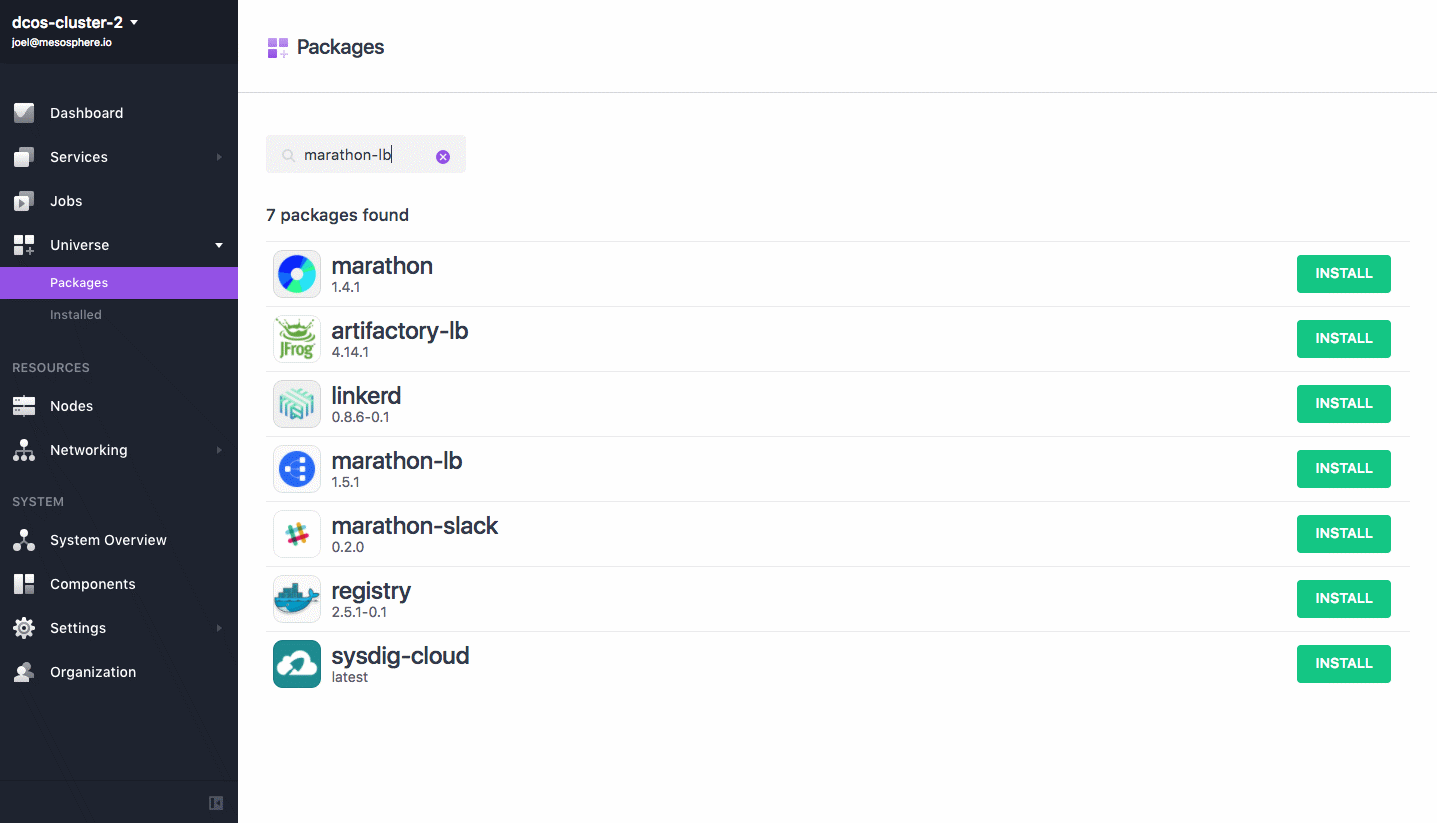 dcos-cluster-2
joel@mesosphere.io
Dashboard
Services
Jobs
Universe
Packages
Installed
RESOURCES
Nodes
Networking
SYSTEM
System Overview
Components
Settings
Organization
Packages
marathon-lb
7 packages found
marathon
1.4.1
INSTALL
artifactory-lb
4.14.1
INSTALL
JFrog
linkerd
0.8.6-0.1
INSTALL
marathon-lb
1.5.1
INSTALL
marathon-slack
0.2.0
INSTALL
registry
2.5.1-0.1
INSTALL
sysdig-cloud
latest
INSTALL